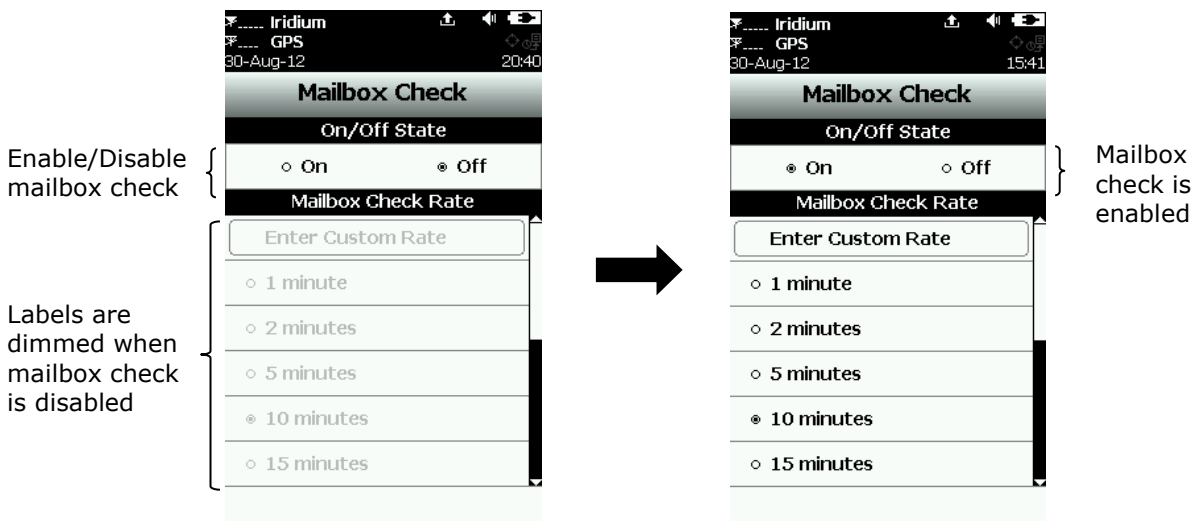 Enable/Disable
mailbox check
Labels are
dimmed when
mailbox check
is disabled
Iridium
GPS
30-Aug-12 20:40
Mailbox Check
On/Off State
On Off
Mailbox Check Rate
Enter Custom Rate
1 minute
2 minutes
5 minutes
10 minutes
15 minutes
Iridium
GPS
30-Aug-12 15:41
Mailbox Check
On/Off State
On Off
Mailbox Check Rate
Enter Custom Rate
1 minute
2 minutes
5 minutes
10 minutes
15 minutes
Mailbox
check is
enabled